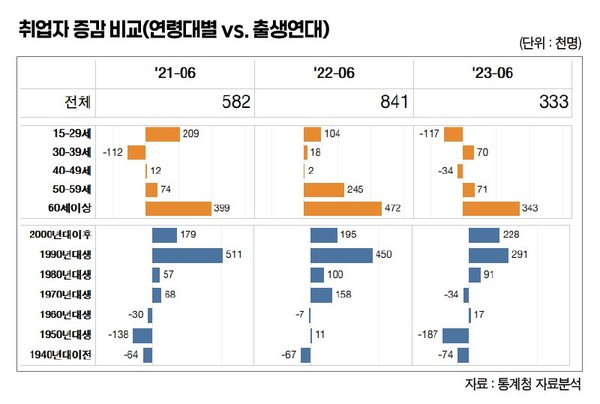 취업자 증감 비교(연령대별 vs. 출생연대)
(단위 : 천명)
'21-06 '22-06 '23-06
전체 582 841 333
15-29세 209 104 -117
30-39세 -112 18 70
40-49세 12 2 -34
50-59세 74 245 71
60세이상 399 472 343
2000년대이후 179 195 228
1990년대생 511 450 291
1980년대생 57 100 91
1970년대생 68 158 -34
1960년대생 -30 -7 17
1950년대생 -138 11 -187
1940년대이전 -64 -67 -74
자료 : 통계청 자료분석